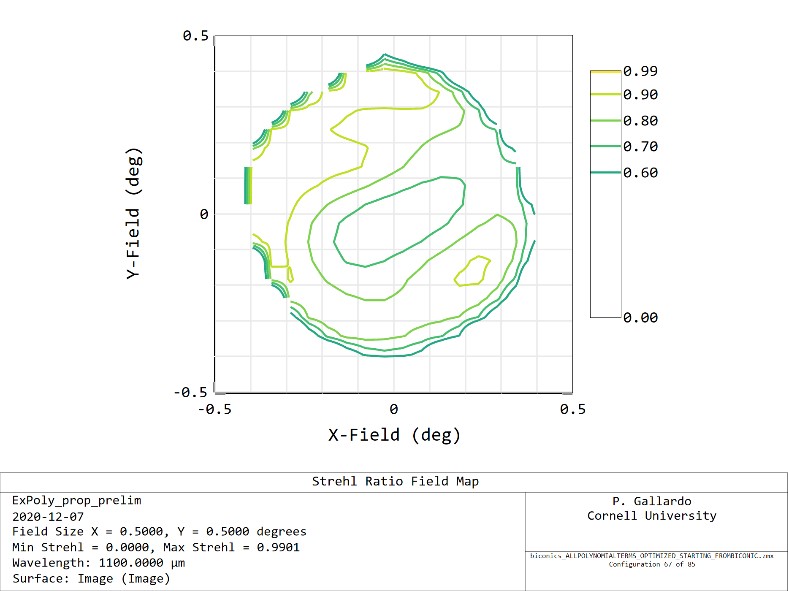 0.5
0
-0.5
-0.5
0
0.5
Y-Field (deg)
X-Field (deg)
0.99
0.90
0.80
0.70
0.60
0.00
Strehl Ratio Field Map
ExPoly_prop_prelim
2020-12-07
Field Size X = 0.5000, Y = 0.5000 degrees
Min Strehl = 0.0000, Max Strehl = 0.9901
Wavelength: 1100.0000 µm
Surface: Image (Image)
P. Gallardo
Cornell University
biconics_ALLPOLYNOMIALTERMS_OPTIMIZED_STARTING_FROMBICONIC.zmx
Configuration 67 of 85